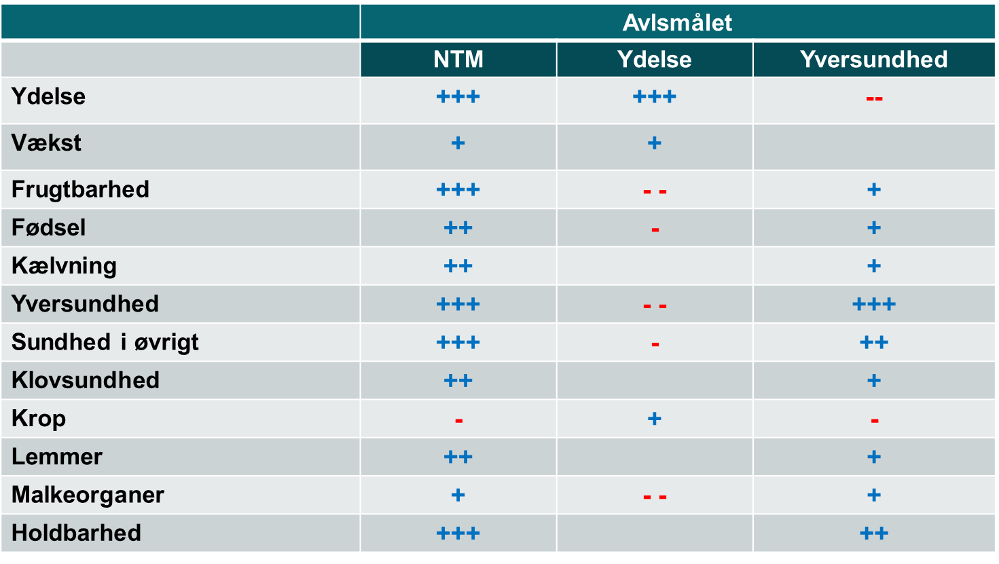 Avlsmålet
NTM Ydelse Yversundhed
Ydelse +++ +++ --
Vækst + +
Frugtbarhed +++ - - +
Fødsel ++ - +
Kælvning ++ +
Yversundhed +++ - - +++
Sundhed i øvrigt +++ - ++
Klovsundhed ++ +
Krop - + -
Lemmer ++ +
Malkeorganer + - - +
Holdbarhed +++ ++